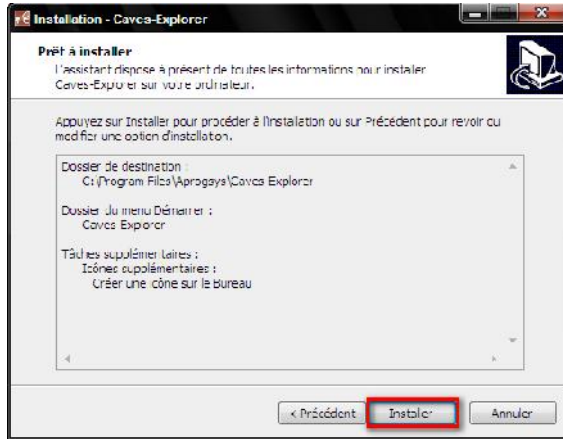 Installation - Caves-Explorer
Prêt à installer
L'assistant dispose à présent de toutes les informations pour installer
Caves-Explorer sur votre ordinateur.
Appuyez sur Installer pour procéder à l'installation ou sur Précédent pour revoir ou
modifier une option d'installation.
Dossier de destination :
C:\Program Files\Aprogsys\Caves Explorer
Dossier du menu Démarrer :
Caves-Explorer
Tâches supplémentaires :
Icônes supplémentaires :
Créer une icône sur le Bureau
< Précédent
Installer
Annuler